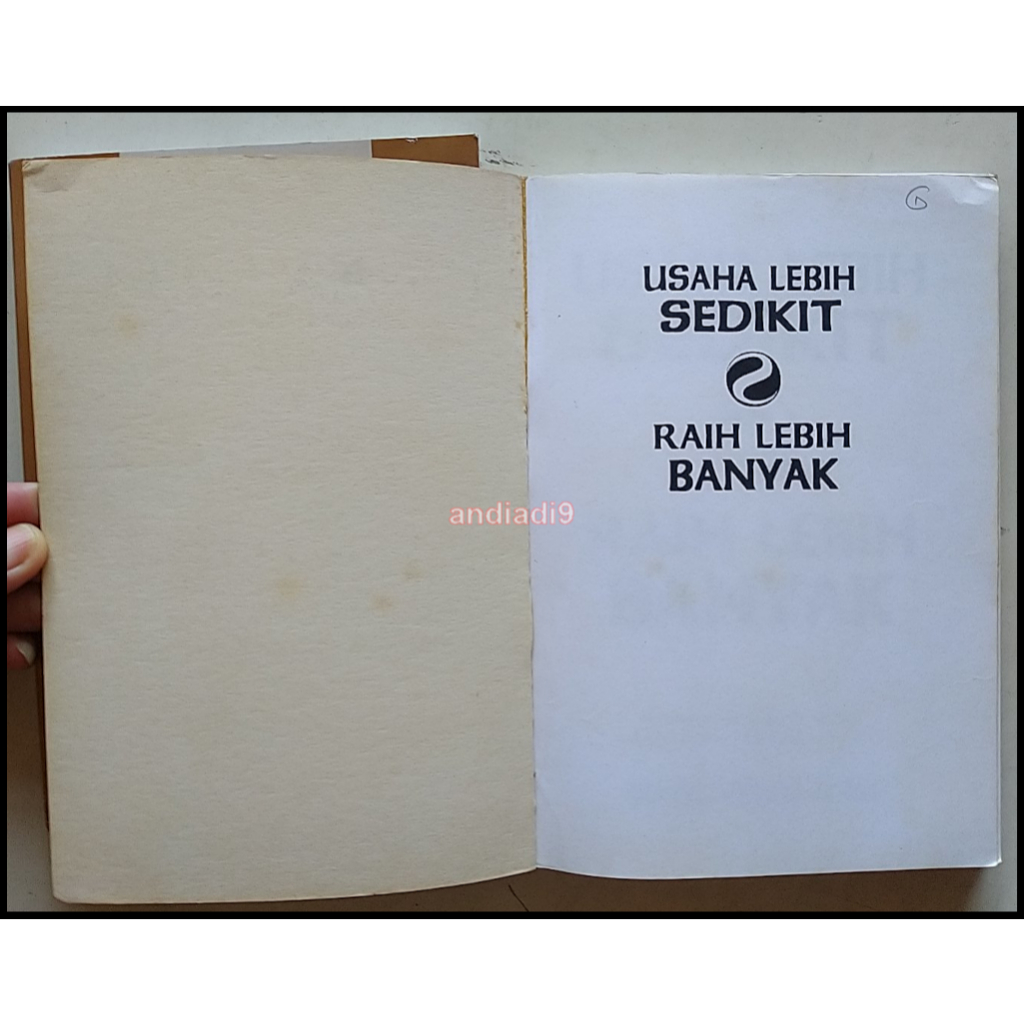 USAHA LEBIH
SEDIKIT
RAIH LEBIH
BANYAK
andiadi9